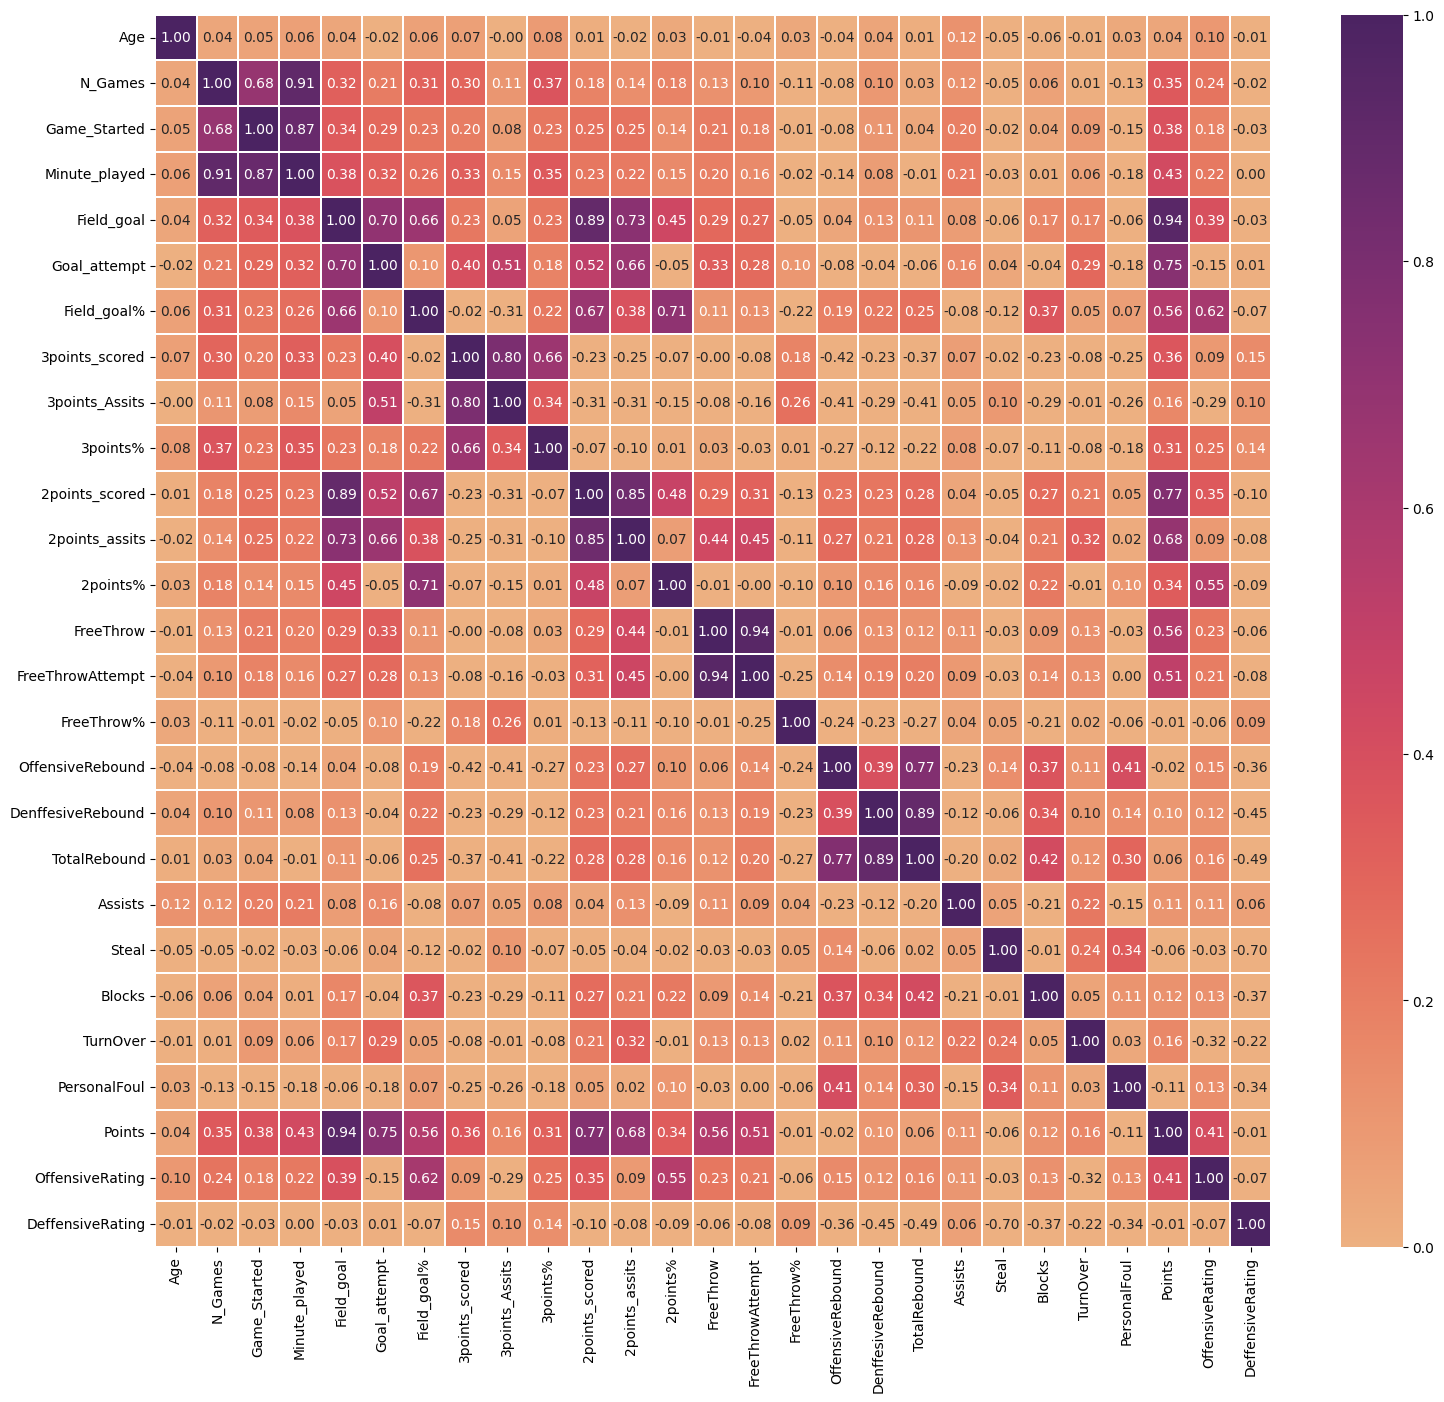 Age 1.00 0.04 0.05 0.06 0.04 -0.02 0.06 0.07 -0.00 0.08 0.01 -0.02 0.03 -0.01 -0.04 0.03 -0.04 0.04 0.01 0.12 -0.05 -0.06 -0.01 0.03 0.04 0.10 -0.01
N_Games 0.04 1.00 0.68 0.91 0.32 0.21 0.31 0.30 0.11 0.37 0.18 0.14 0.18 0.13 0.10 -0.11 -0.08 0.10 0.03 0.12 -0.05 0.06 0.01 -0.13 0.35 0.24 -0.02
Game_Started 0.05 0.68 1.00 0.87 0.34 0.29 0.23 0.20 0.08 0.23 0.25 0.25 0.14 0.21 0.18 -0.01 -0.08 0.11 0.04 0.20 -0.02 0.04 0.09 -0.15 0.38 0.18 -0.03
Minute_played 0.06 0.91 0.87 1.00 0.38 0.32 0.26 0.33 0.15 0.35 0.23 0.22 0.15 0.20 0.16 -0.02 -0.14 0.08 -0.01 0.21 -0.03 0.01 0.06 -0.18 0.43 0.22 0.00
Field_goal 0.04 0.32 0.34 0.38 1.00 0.70 0.66 0.23 0.05 0.23 0.89 0.73 0.45 0.29 0.27 -0.05 0.04 0.13 0.11 0.08 -0.06 0.17 0.17 -0.06 0.94 0.39 -0.03
Goal_attempt -0.02 0.21 0.29 0.32 0.70 1.00 0.10 0.40 0.51 0.18 0.52 0.66 -0.05 0.33 0.28 0.10 -0.08 -0.04 -0.06 0.16 0.04 -0.04 0.29 -0.18 0.75 -0.15 0.01
Field_goal% 0.06 0.31 0.23 0.26 0.66 0.10 1.00 -0.02 -0.31 0.22 0.67 0.38 0.71 0.11 0.13 -0.22 0.19 0.22 0.25 -0.08 -0.12 0.37 0.05 0.07 0.56 0.62 -0.07
3points_scored 0.07 0.30 0.20 0.33 0.23 0.40 -0.02 1.00 0.80 0.66 -0.23 -0.25 -0.07 -0.00 -0.08 0.18 -0.42 -0.23 -0.37 0.07 -0.02 -0.23 -0.08 -0.25 0.36 0.09 0.15
3points_Assits -0.00 0.11 0.08 0.15 0.05 0.51 -0.31 0.80 1.00 0.34 -0.31 -0.31 -0.15 -0.08 -0.16 0.26 -0.41 -0.29 -0.41 0.05 0.10 -0.29 -0.01 -0.26 0.16 -0.29 0.10
3points% 0.08 0.37 0.23 0.35 0.23 0.18 0.22 0.66 0.34 1.00 -0.07 -0.10 0.01 0.03 -0.03 0.01 -0.27 -0.12 -0.22 0.08 -0.07 -0.11 -0.08 -0.18 0.31 0.25 0.14
2points_scored 0.01 0.18 0.25 0.23 0.89 0.52 0.67 -0.23 -0.31 -0.07 1.00 0.85 0.48 0.29 0.31 -0.13 0.23 0.23 0.28 0.04 -0.05 0.27 0.21 0.05 0.77 0.35 -0.10
2points_assits -0.02 0.14 0.25 0.22 0.73 0.66 0.38 -0.25 -0.31 -0.10 0.85 1.00 0.07 0.44 0.45 -0.11 0.27 0.21 0.28 0.13 -0.04 0.21 0.32 0.02 0.68 0.09 -0.08
2points% 0.03 0.18 0.14 0.15 0.45 -0.05 0.71 -0.07 -0.15 0.01 0.48 0.07 1.00 -0.01 -0.00 -0.10 0.10 0.16 0.16 -0.09 -0.02 0.22 -0.01 0.10 0.34 0.55 -0.09
FreeThrow -0.01 0.13 0.21 0.20 0.29 0.33 0.11 -0.00 -0.08 0.03 0.29 0.44 -0.01 1.00 0.94 -0.01 0.06 0.13 0.12 0.11 -0.03 0.09 0.13 -0.03 0.56 0.23 -0.06
FreeThrowAttempt -0.04 0.10 0.18 0.16 0.27 0.28 0.13 -0.08 -0.16 -0.03 0.31 0.45 -0.00 0.94 1.00 -0.25 0.14 0.19 0.20 0.09 -0.03 0.14 0.13 0.00 0.51 0.21 -0.08
FreeThrow% 0.03 -0.11 -0.01 -0.02 -0.05 0.10 -0.22 0.18 0.26 0.01 -0.13 -0.11 -0.10 -0.01 -0.25 1.00 -0.24 -0.23 -0.27 0.04 0.05 -0.21 0.02 -0.06 -0.01 -0.06 0.09
OffensiveRebound -0.04 -0.08 -0.08 -0.14 0.04 -0.08 0.19 -0.42 -0.41 -0.27 0.23 0.27 0.10 0.06 0.14 -0.24 1.00 0.39 0.77 -0.23 0.14 0.37 0.11 0.41 -0.02 0.15 -0.36
DenffesiveRebound 0.04 0.10 0.11 0.08 0.13 -0.04 0.22 -0.23 -0.29 -0.12 0.23 0.21 0.16 0.13 0.19 -0.23 0.39 1.00 0.89 -0.12 -0.06 0.34 0.10 0.14 0.10 0.12 -0.45
TotalRebound 0.01 0.03 0.04 -0.01 0.11 -0.06 0.25 -0.37 -0.41 -0.22 0.28 0.28 0.16 0.12 0.20 -0.27 0.77 0.89 1.00 -0.20 0.02 0.42 0.12 0.30 0.06 0.16 -0.49
Assists 0.12 0.12 0.20 0.21 0.08 0.16 -0.08 0.07 0.05 0.08 0.04 0.13 -0.09 0.11 0.09 0.04 -0.23 -0.12 -0.20 1.00 0.05 -0.21 0.22 -0.15 0.11 0.11 0.06
Steal -0.05 -0.05 -0.02 -0.03 -0.06 0.04 -0.12 -0.02 0.10 -0.07 -0.05 -0.04 -0.02 -0.03 -0.03 0.05 0.14 -0.06 0.02 0.05 1.00 -0.01 0.24 0.34 -0.06 -0.03 -0.70
Blocks -0.06 0.06 0.04 0.01 0.17 -0.04 0.37 -0.23 -0.29 -0.11 0.27 0.21 0.22 0.09 0.14 -0.21 0.37 0.34 0.42 -0.21 -0.01 1.00 0.05 0.11 0.12 0.13 -0.37
TurnOver -0.01 0.01 0.09 0.06 0.17 0.29 0.05 -0.08 -0.01 -0.08 0.21 0.32 -0.01 0.13 0.13 0.02 0.11 0.10 0.12 0.22 0.24 0.05 1.00 0.03 0.16 -0.32 -0.22
PersonalFoul 0.03 -0.13 -0.15 -0.18 -0.06 -0.18 0.07 -0.25 -0.26 -0.18 0.05 0.02 0.10 -0.03 0.00 -0.06 0.41 0.14 0.30 -0.15 0.34 0.11 0.03 1.00 -0.11 0.13 -0.34
Points 0.04 0.35 0.38 0.43 0.94 0.75 0.56 0.36 0.16 0.31 0.77 0.68 0.34 0.56 0.51 -0.01 -0.02 0.10 0.06 0.11 -0.06 0.12 0.16 -0.11 1.00 0.41 -0.01
OffensiveRating 0.10 0.24 0.18 0.22 0.39 -0.15 0.62 0.09 -0.29 0.25 0.35 0.09 0.55 0.23 0.21 -0.06 0.15 0.12 0.16 0.11 -0.03 0.13 -0.32 0.13 0.41 1.00 -0.07
DeffensiveRating -0.01 -0.02 -0.03 0.00 -0.03 0.01 -0.07 0.15 0.10 0.14 -0.10 -0.08 -0.09 -0.06 -0.08 0.09 -0.36 -0.45 -0.49 0.06 -0.70 -0.37 -0.22 -0.34 -0.01 -0.07 1.00
Age
N_Games
Game_Started
Minute_played
Field_goal
Goal_attempt
Field_goal%
3points_scored
3points_Assits
3points%
2points_scored
2points_assits
2points%
FreeThrow
FreeThrowAttempt
FreeThrow%
OffensiveRebound
DenffesiveRebound
TotalRebound
Assists
Steal
Blocks
TurnOver
PersonalFoul
Points
OffensiveRating
DeffensiveRating
1.0
0.8
0.6
0.4
0.2
0.0